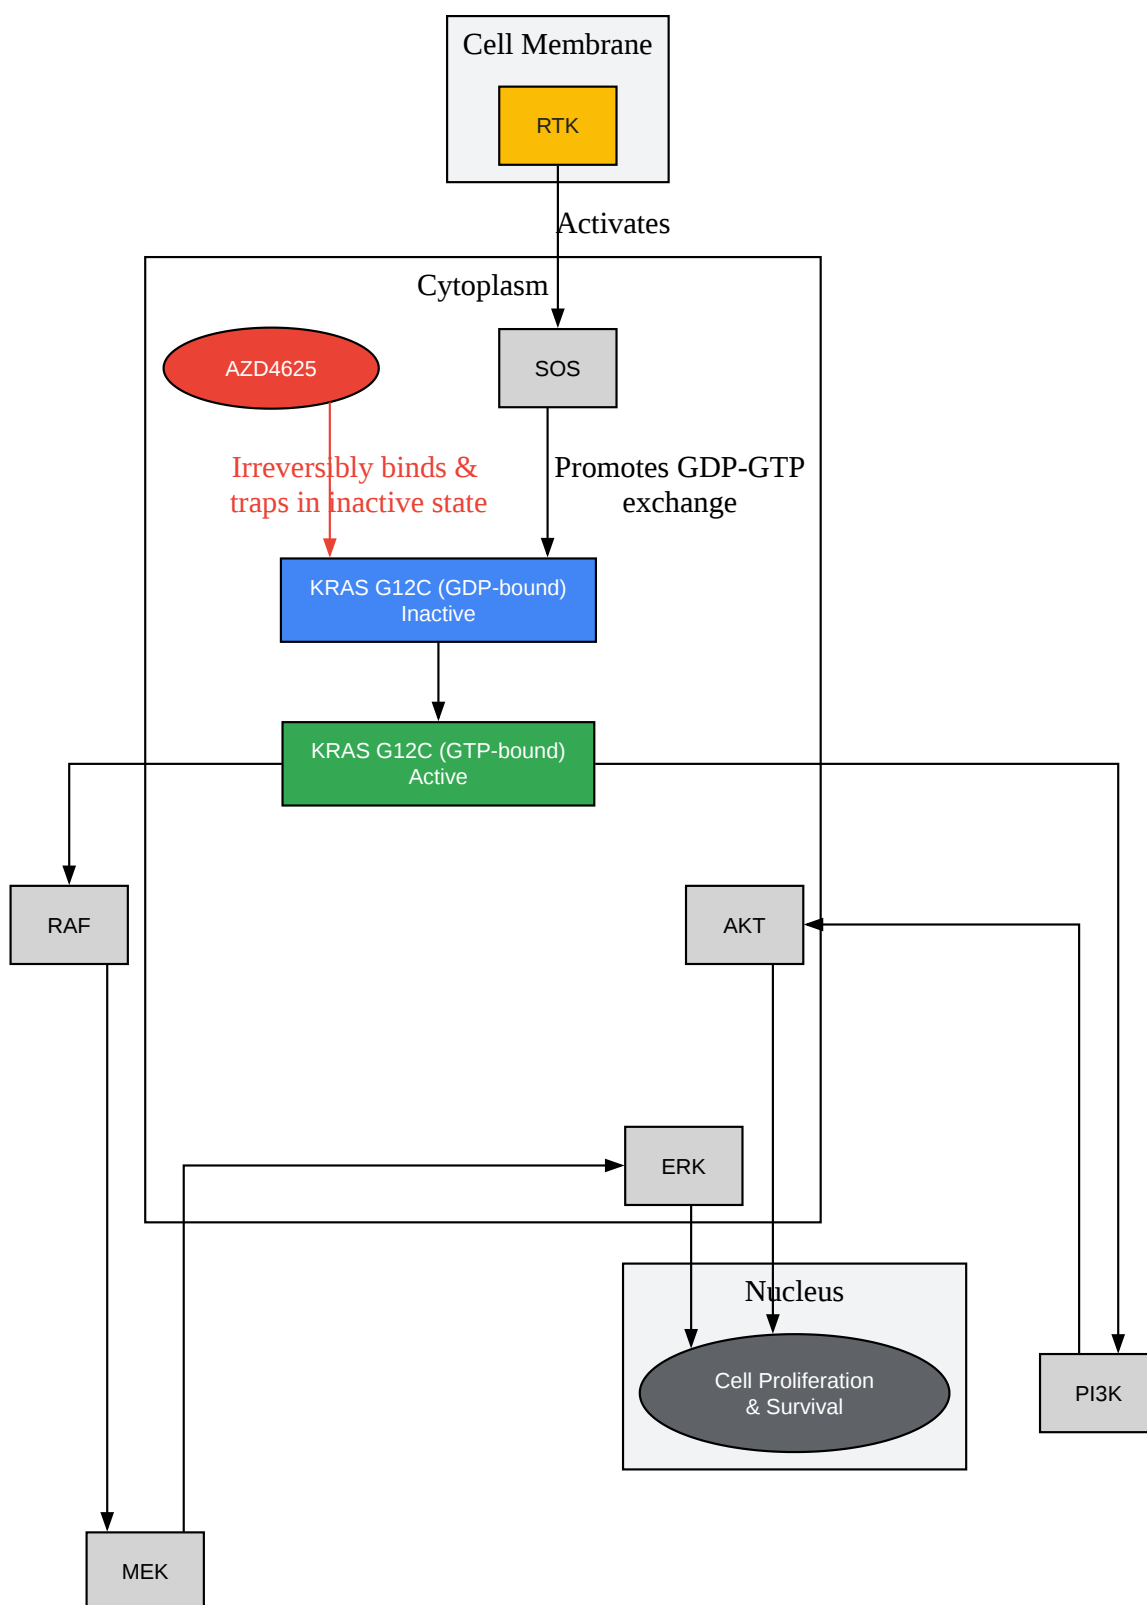 Cell Membrane
RTK
Activates
Cytoplasm
AZD4625
SOS
Irreversibly binds &
traps in inactive state
Promotes GDP-GTP
exchange
KRAS G12C (GDP-bound)
Inactive
KRAS G12C (GTP-bound)
Active
RAF
AKT
ERK
Nucleus
Cell Proliferation
& Survival
PI3K
MEK